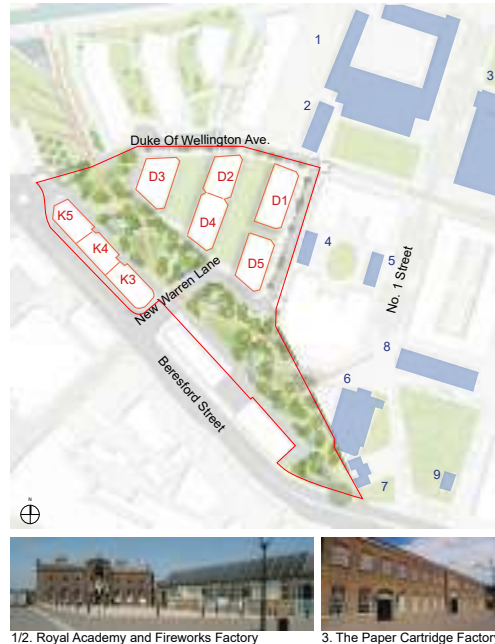 1
2
3
Duke Of Wellington Ave.
D3
D2
D1
K5
D4
K4
4
D5
5
K3
New Warren Lane
No. 1 Street
Beresford Street
8
6
7
9
N
1/2. Royal Academy and Fireworks Factory
3. The Paper Cartridge Factor